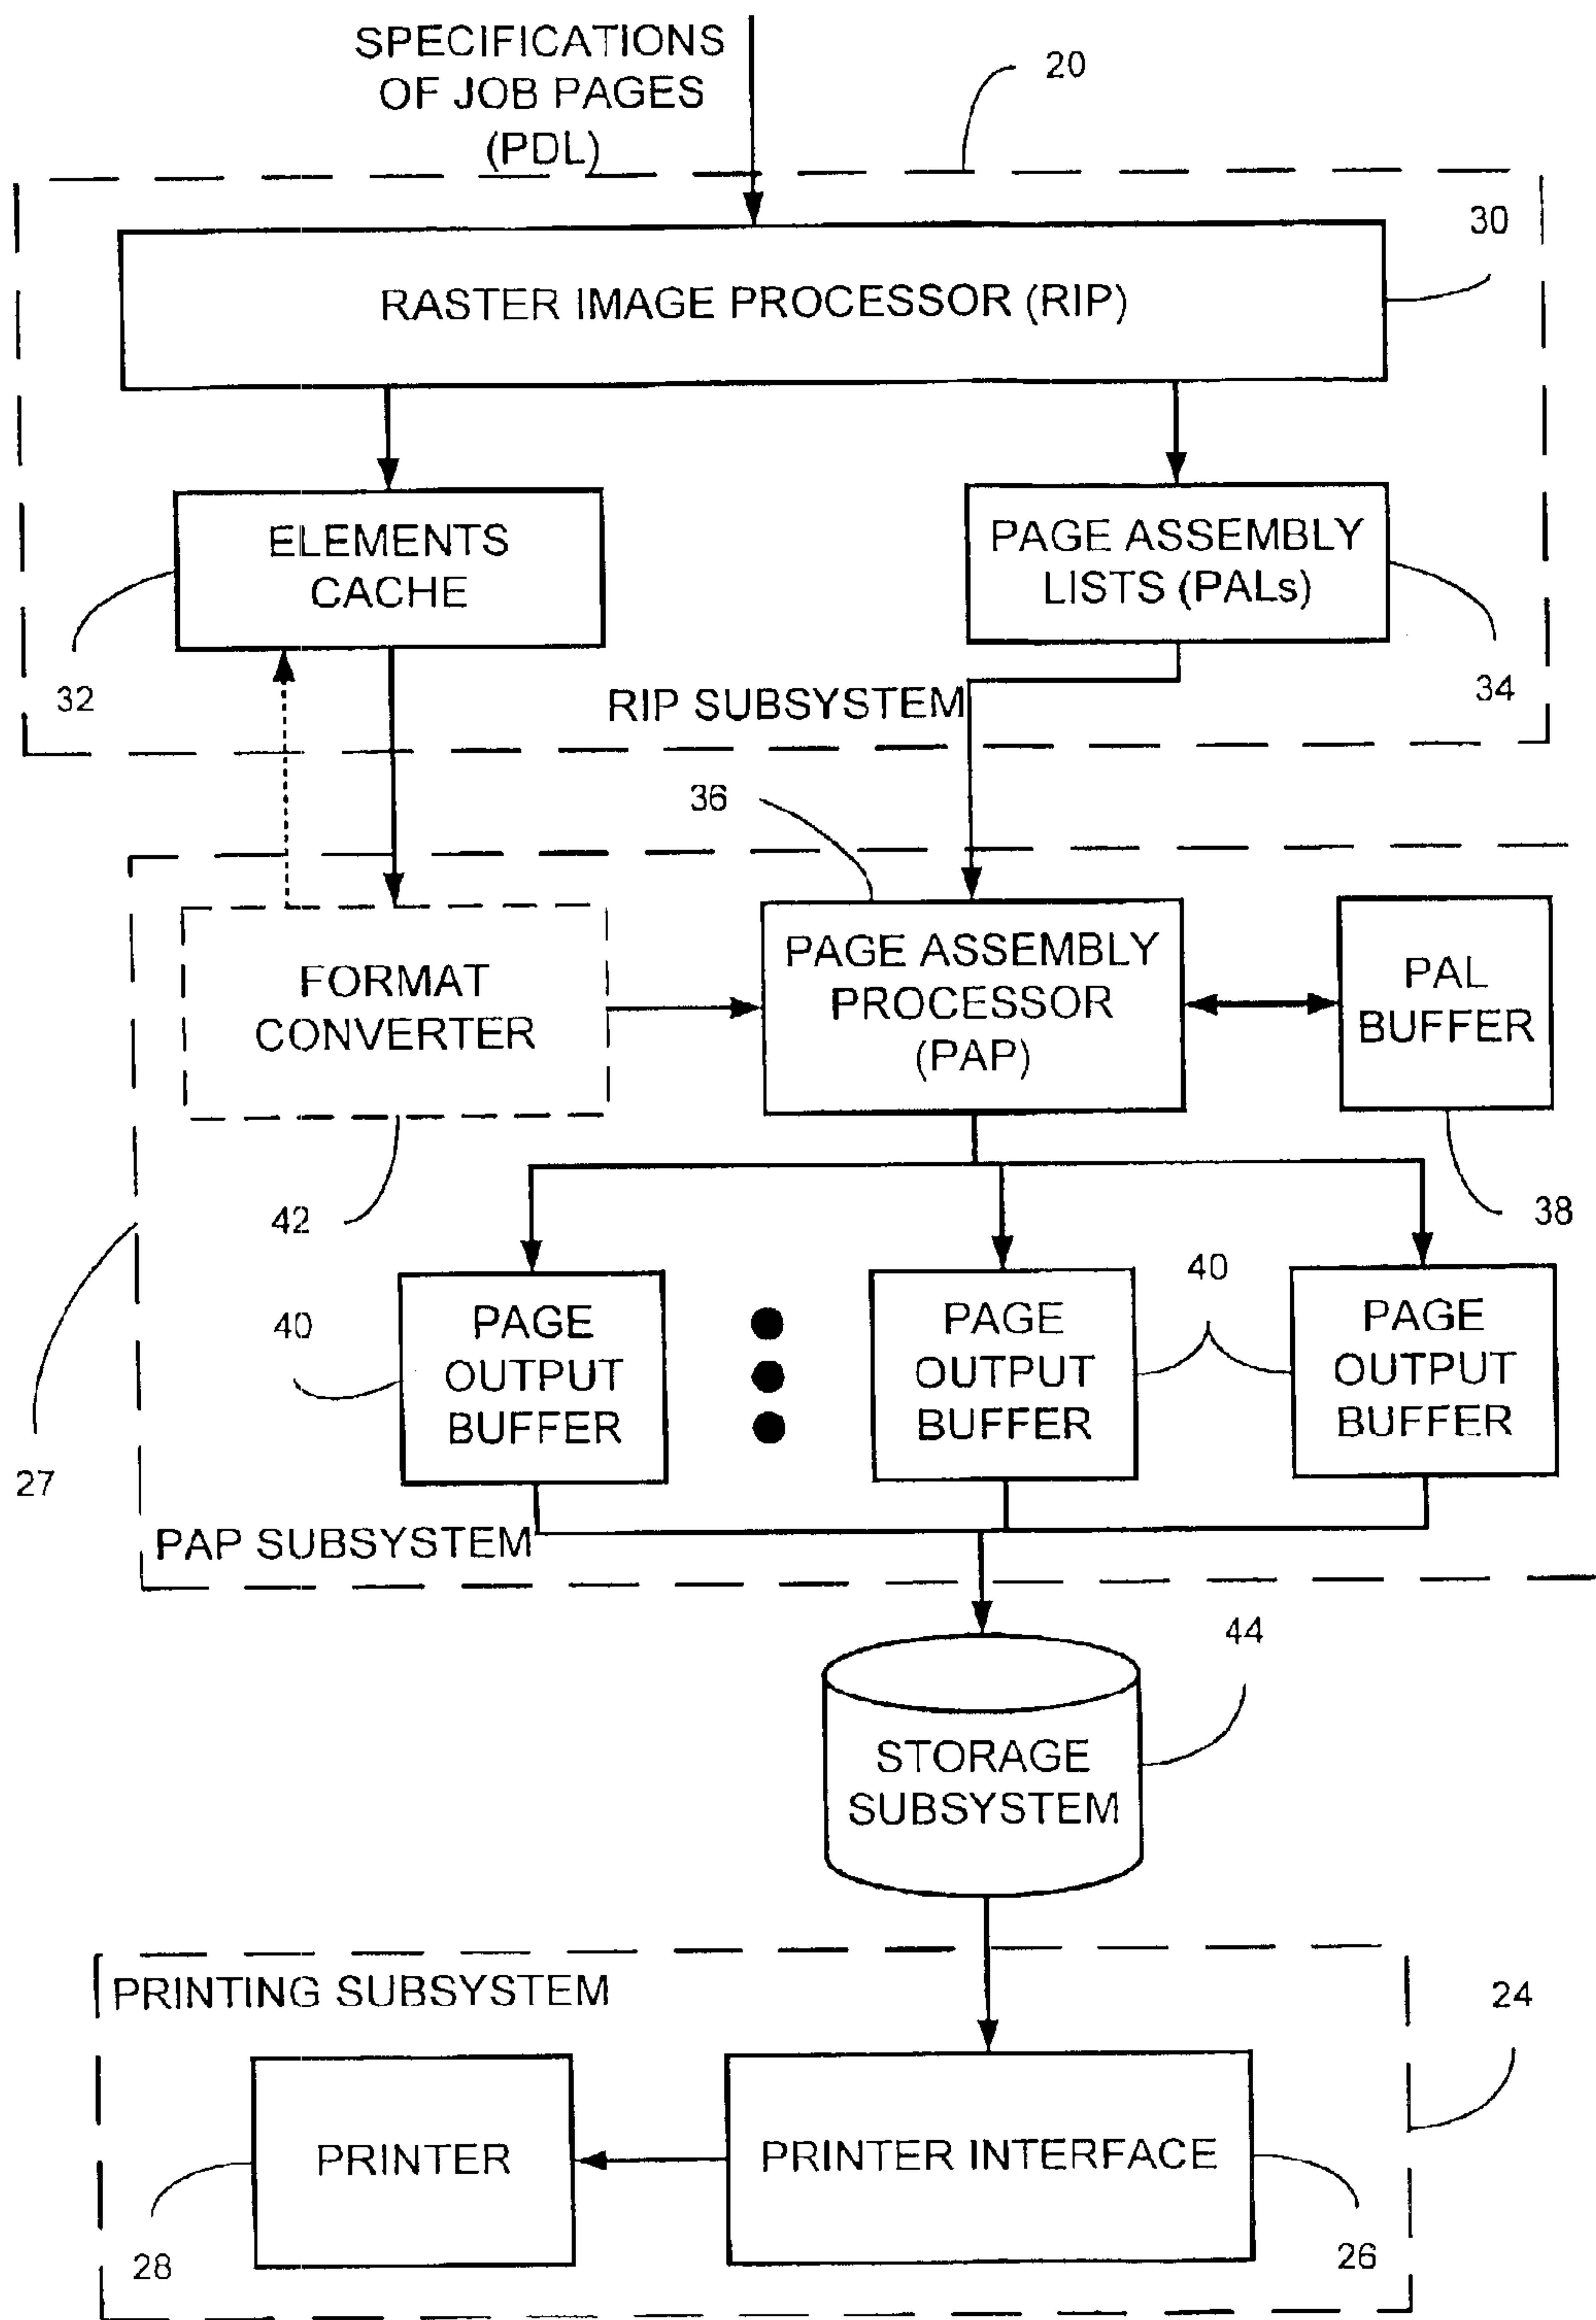 SPECIFICATIONS
OF JOB PAGES
(PDL)
20
30
RASTER IMAGE PROCESSOR (RIP)
ELEMENTS
CACHE
PAGE ASSEMBLY
LISTS (PALs)
32
RIP SUBSYSTEM
34
36
FORMAT
CONVERTER
PAGE ASSEMBLY
PROCESSOR
(PAP)
PAL
BUFFER
42
38
40
PAGE
OUTPUT
BUFFER
PAGE
OUTPUT
BUFFER
40
PAGE
OUTPUT
BUFFER
27
PAP SUBSYSTEM
44
STORAGE
SUBSYSTEM
PRINTING SUBSYSTEM
24
PRINTER
PRINTER INTERFACE
28
26